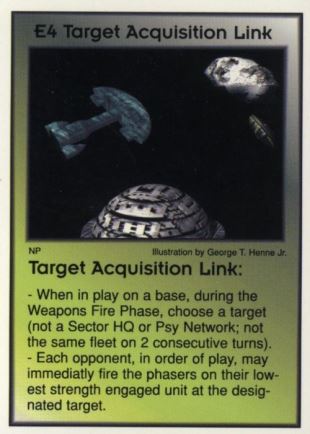 E4 Target Acquisition Link
NP
Illustration by George T. Henne Jr.
Target Acquisition Link:
- When in play on a base, during the
Weapons Fire Phase, choose a target
(not a Sector HQ or Psy Network; not
the same fleet on 2 consecutive turns).
- Each opponent, in order of play, may
immediatly fire the phasers on their low-
est strength engaged unit at the desig-
nated target.